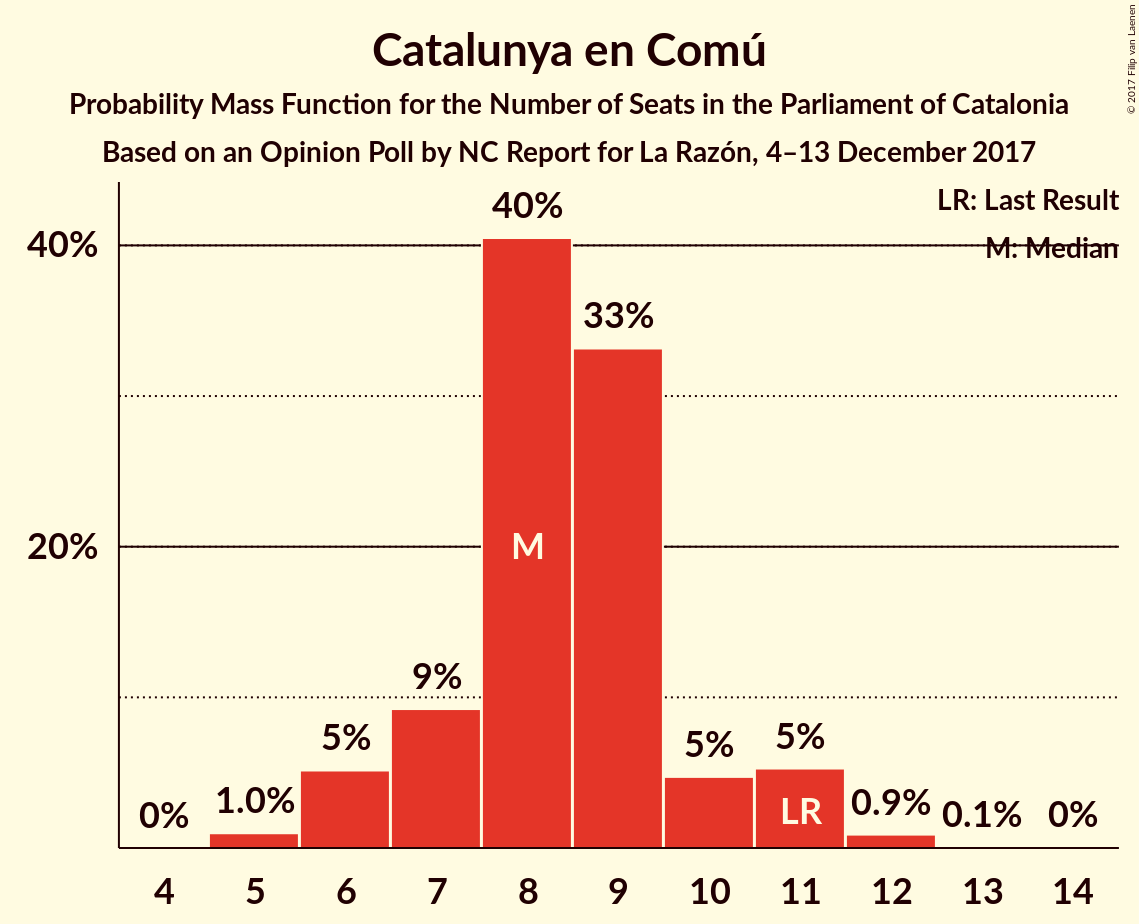 Catalunya en Comú
Probability Mass Function for the Number of Seats in the Parliament of Catalonia
Based on an Opinion Poll by NC Report for La Razón, 4–13 December 2017
© 2017 Filip van Laenen
LR: Last Result
M: Median
40%
20%
0%
1.0%
5%
9%
40%
33%
5%
5%
0.9%
0.1%
0%
M
LR
4 5 6 7 8 9 10 11 12 13 14